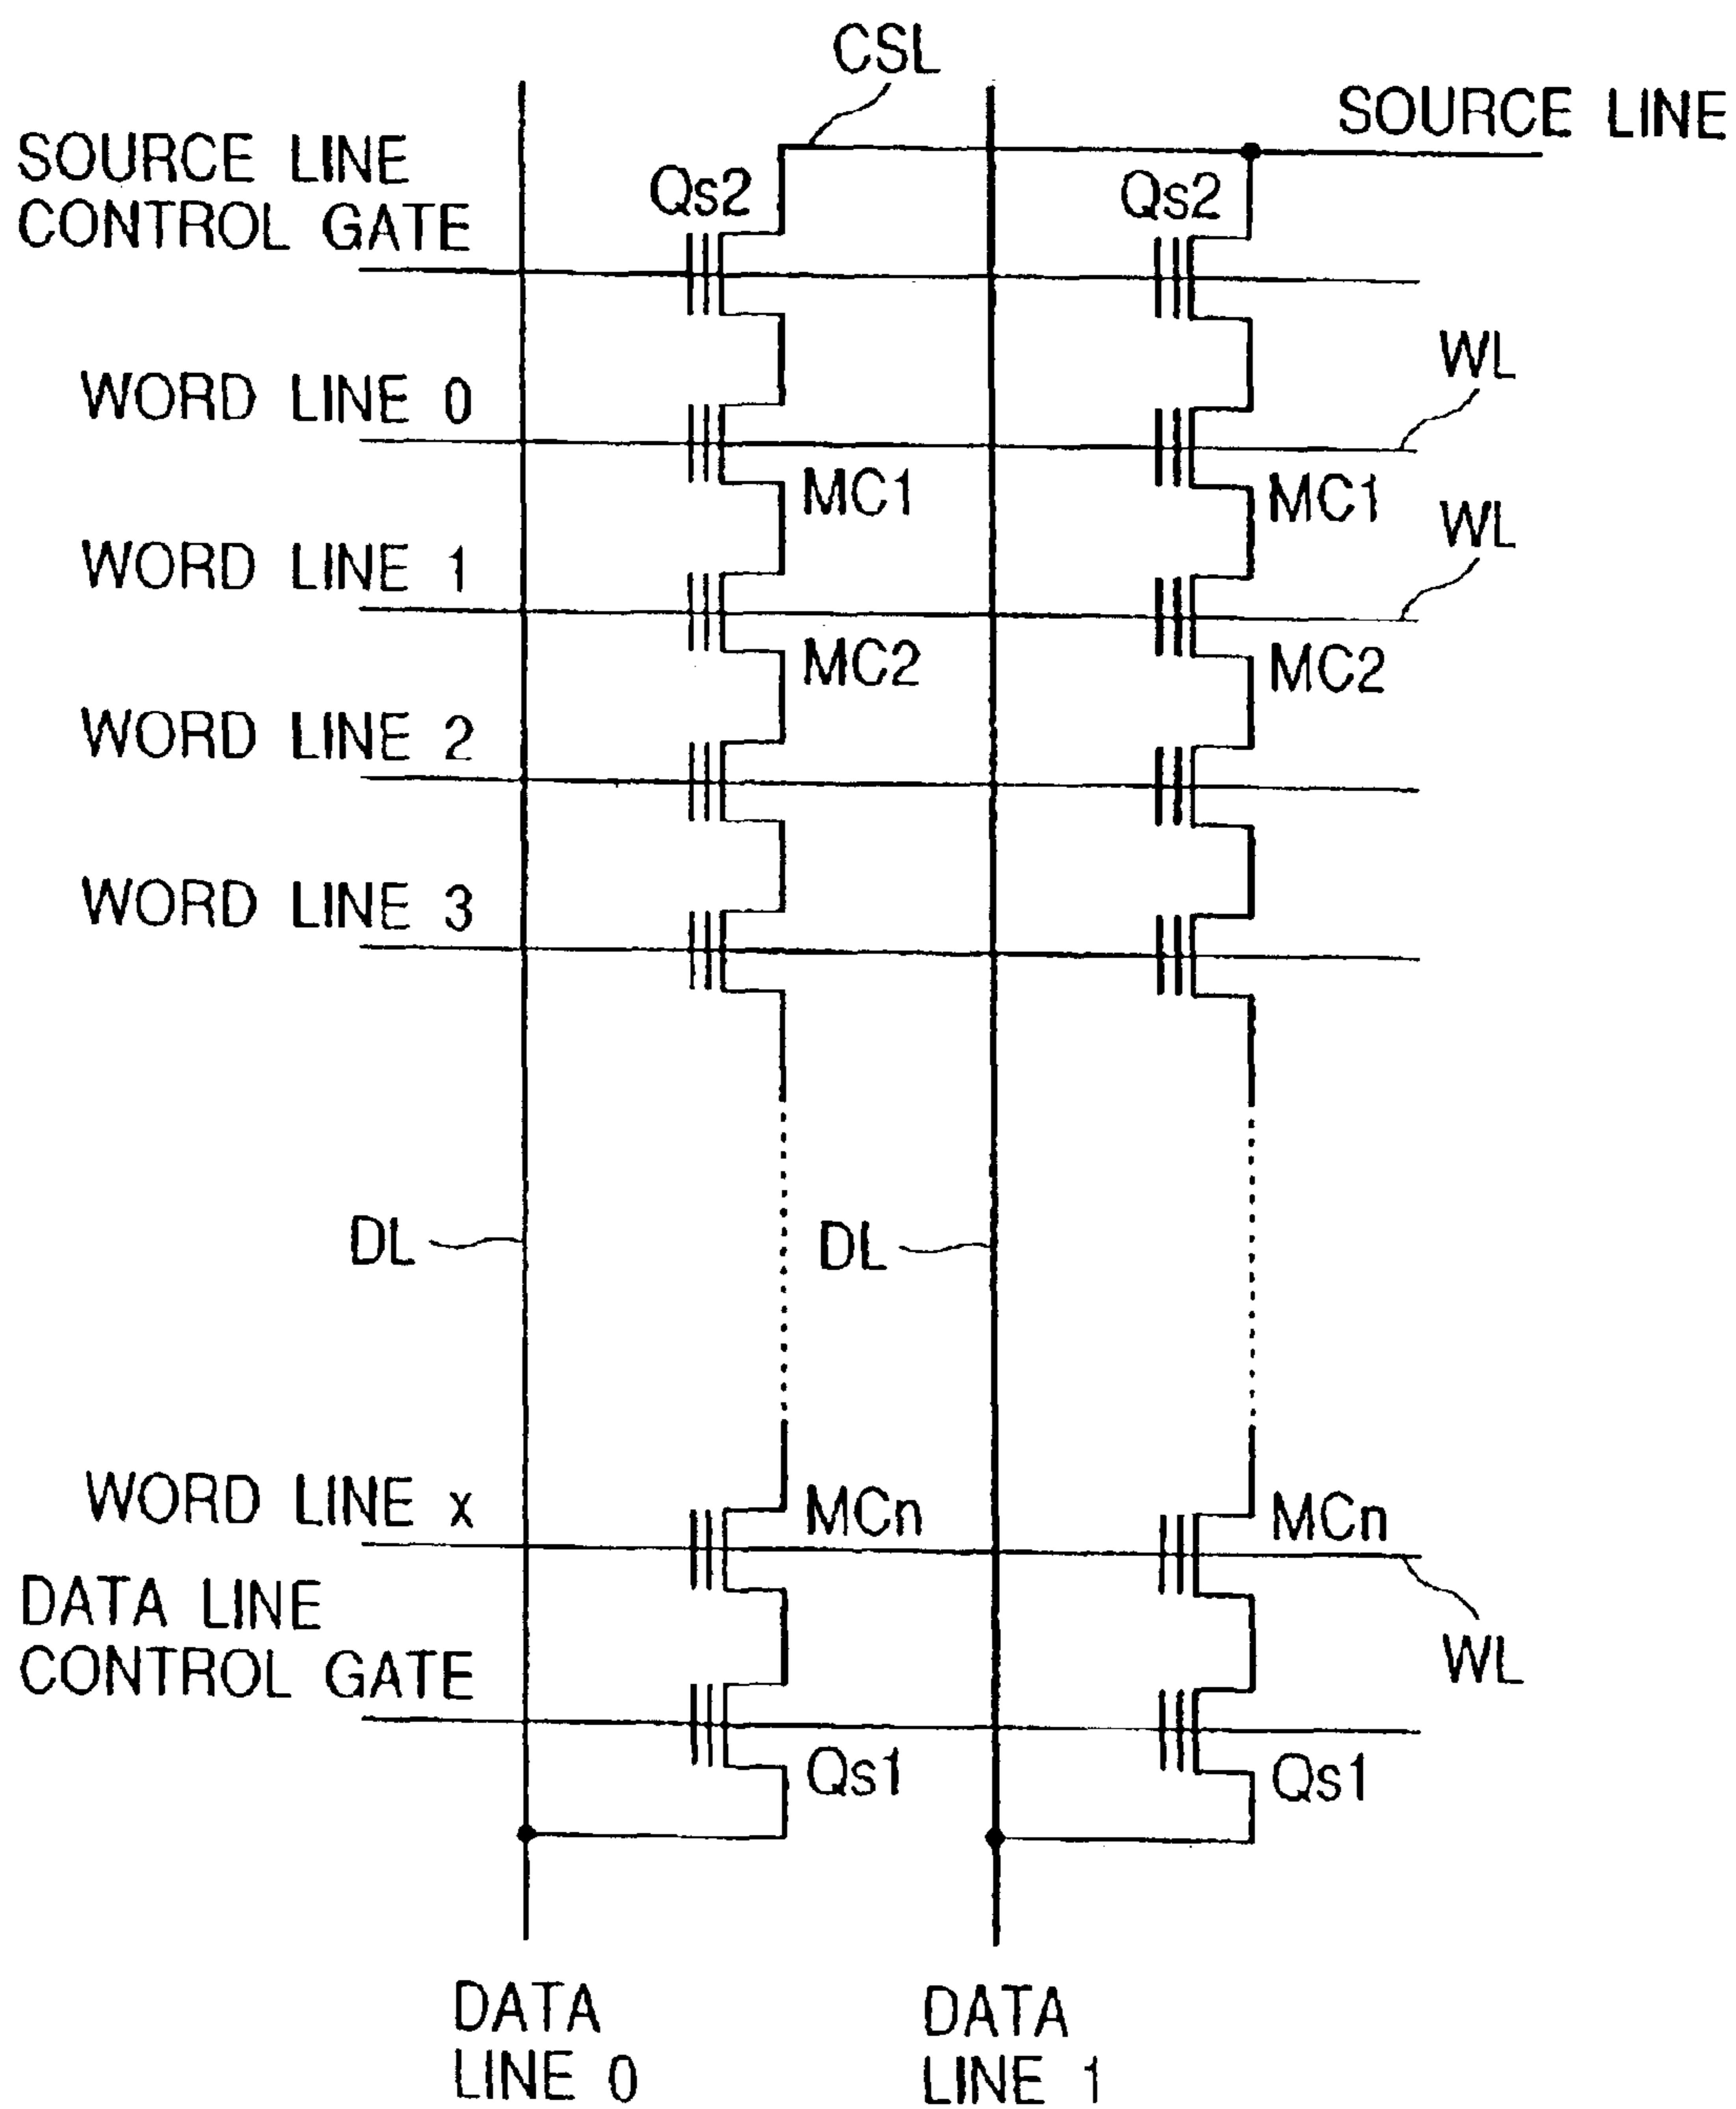 CSL
SOURCE LINE
SOURCE LINE
CONTROL GATE
Qs2
Qs2
WORD LINE 0
WL
MC1
MC1
WORD LINE 1
WL
MC2
MC2
WORD LINE 2
WORD LINE 3
DL
DL
WORD LINE x
MCn
MCn
DATA LINE
CONTROL GATE
WL
Qs1
Qs1
DATA
LINE 0
DATA
LINE 1